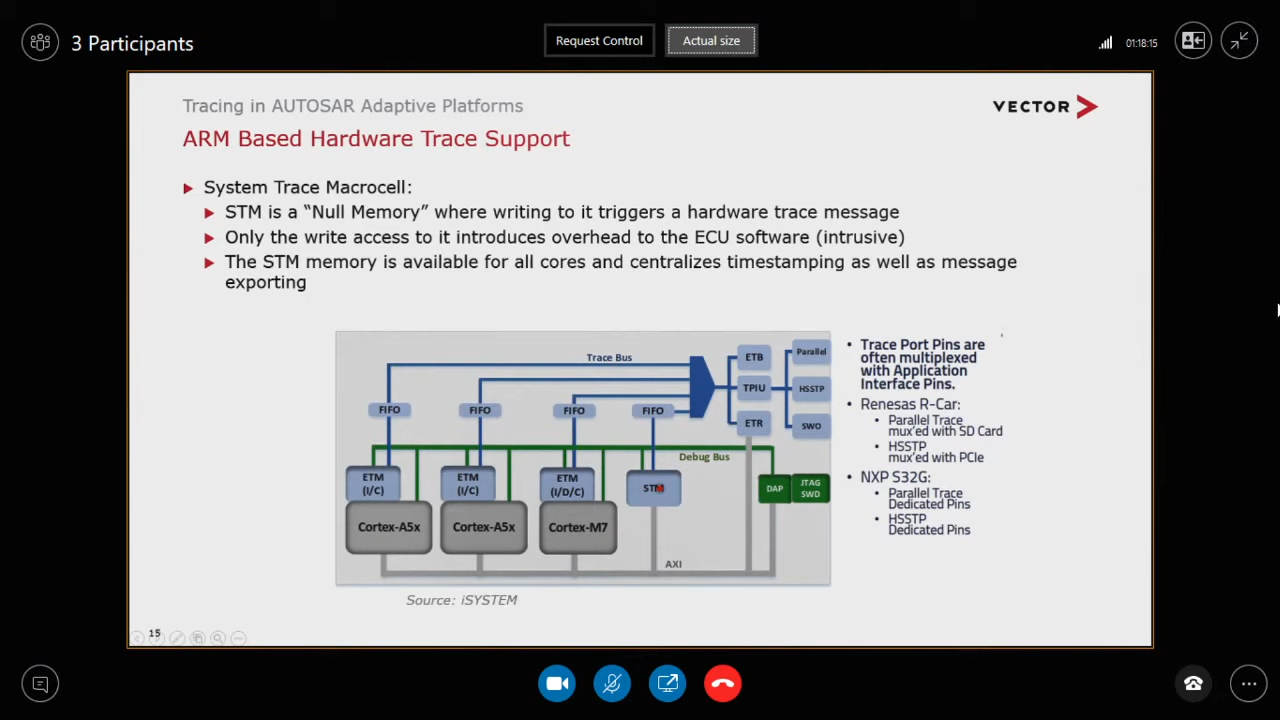 3 Participants
Request Control
Actual size
01:18:15
Tracing in AUTOSAR Adaptive Platforms
VECTOR
ARM Based Hardware Trace Support
System Trace Macrocell:
STM is a “Null Memory” where writing to it triggers a hardware trace message
Only the write access to it introduces overhead to the ECU software (intrusive)
The STM memory is available for all cores and centralizes timestamping as well as message
exporting
Trace Bus
ETB
Parallel
TPIU
HSSTP
FIFO
FIFO
FIFO
FIFO
ETR
SWO
Debug Bus
ETM
(I/C)
ETM
(I/C)
ETM
(I/D/C)
STM
DAP
JTAG
SWD
Cortex-A5x
Cortex-A5x
Cortex-M7
AXI
Source: iSYSTEM
• Trace Port Pins are
often multiplexed
with Application
Interface Pins.
• Renesas R-Car:
• Parallel Trace
mux'ed with SD Card
• HSSTP
mux'ed with PCIe
• NXP S32G:
• Parallel Trace
Dedicated Pins
• HSSTP
Dedicated Pins
15